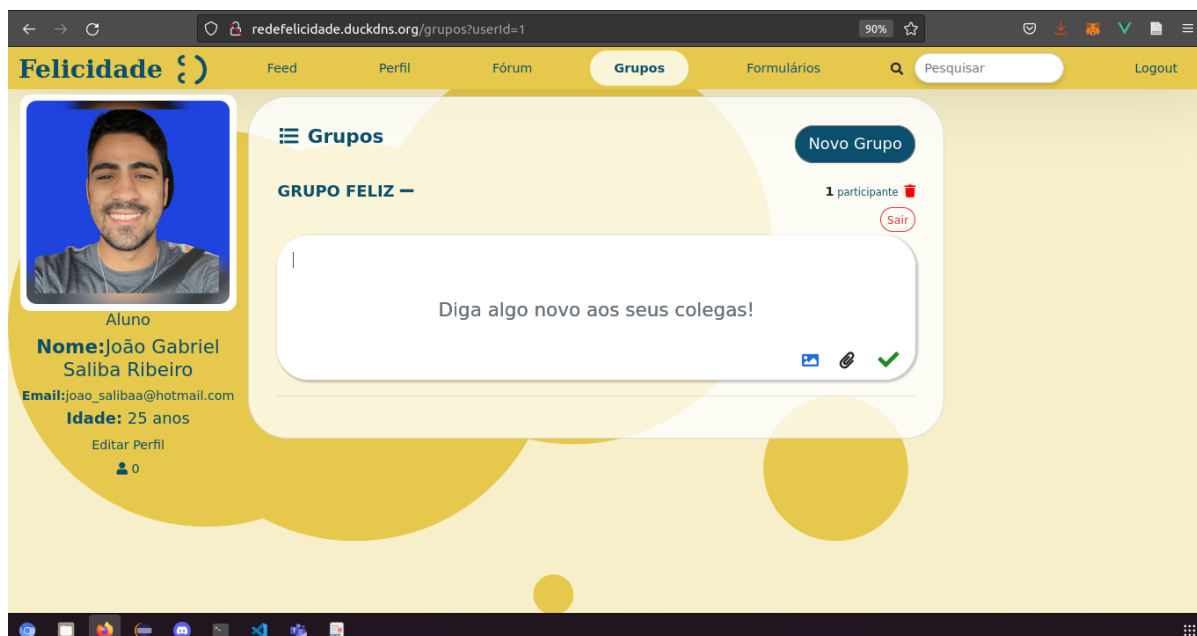 redefelicidade.duckdns.org/grupos?userId=1
90%
Felicidade :)
Feed
Perfil
Fórum
Grupos
Formulários
Pesquisar
Logout
Grupos
Novo Grupo
GRUPO FELIZ
1 participante
Sair
Diga algo novo aos seus colegas!
Aluno
Nome:João Gabriel
Saliba Ribeiro
Email:joao_salibaa@hotmail.com
Idade: 25 anos
Editar Perfil
0